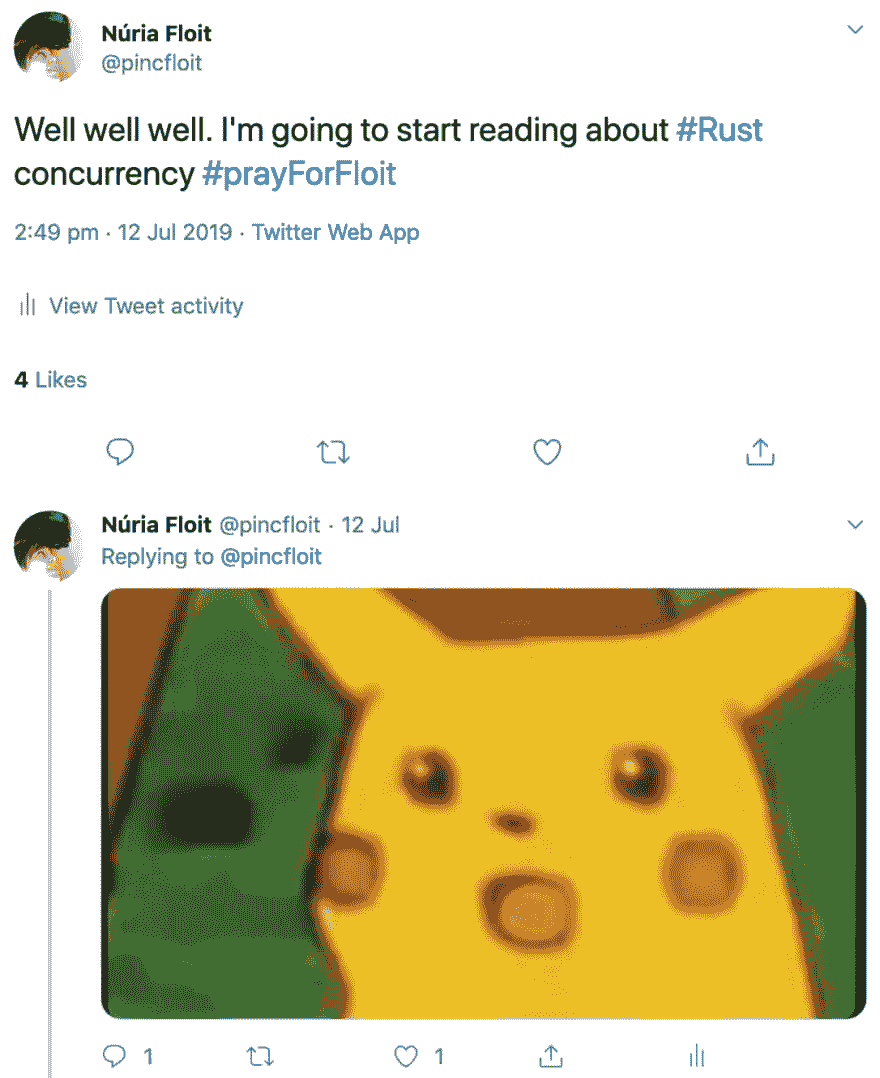 Núria Floit
@pincfloit
Well well well. I'm going to start reading about #Rust
concurrency #prayForFloit
2:49 pm · 12 Jul 2019 · Twitter Web App
View Tweet activity
4 Likes
Núria Floit @pincfloit · 12 Jul
Replying to @pincfloit
1 1